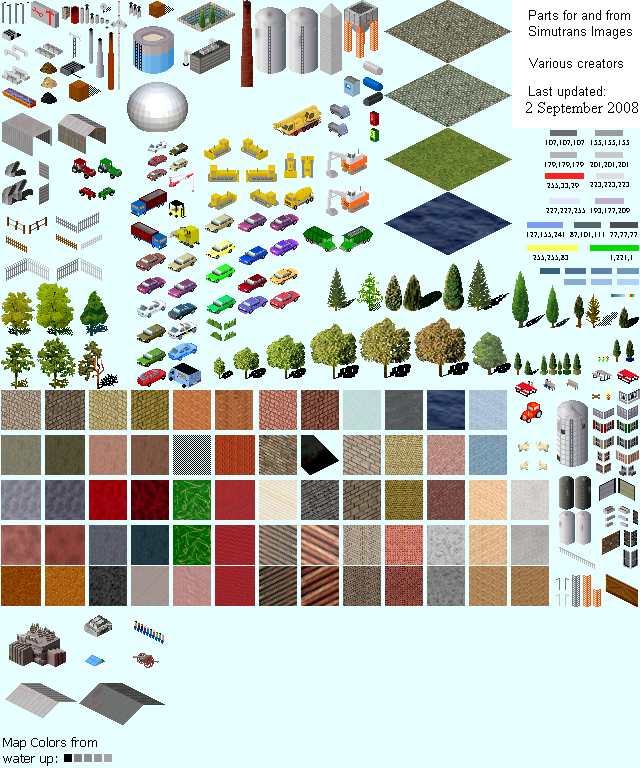 Parts for and from
Simutrans Images
Various creators
Last updated:
2 September 2008
107,107,107 155,155,155
179,179,179 201,201,201
255,33,29 223,223,223
227,227,255 193,177,209
127,155,241 87,101,111 77,77,77
255,255,83 1,221,1
Map Colors from
water up: